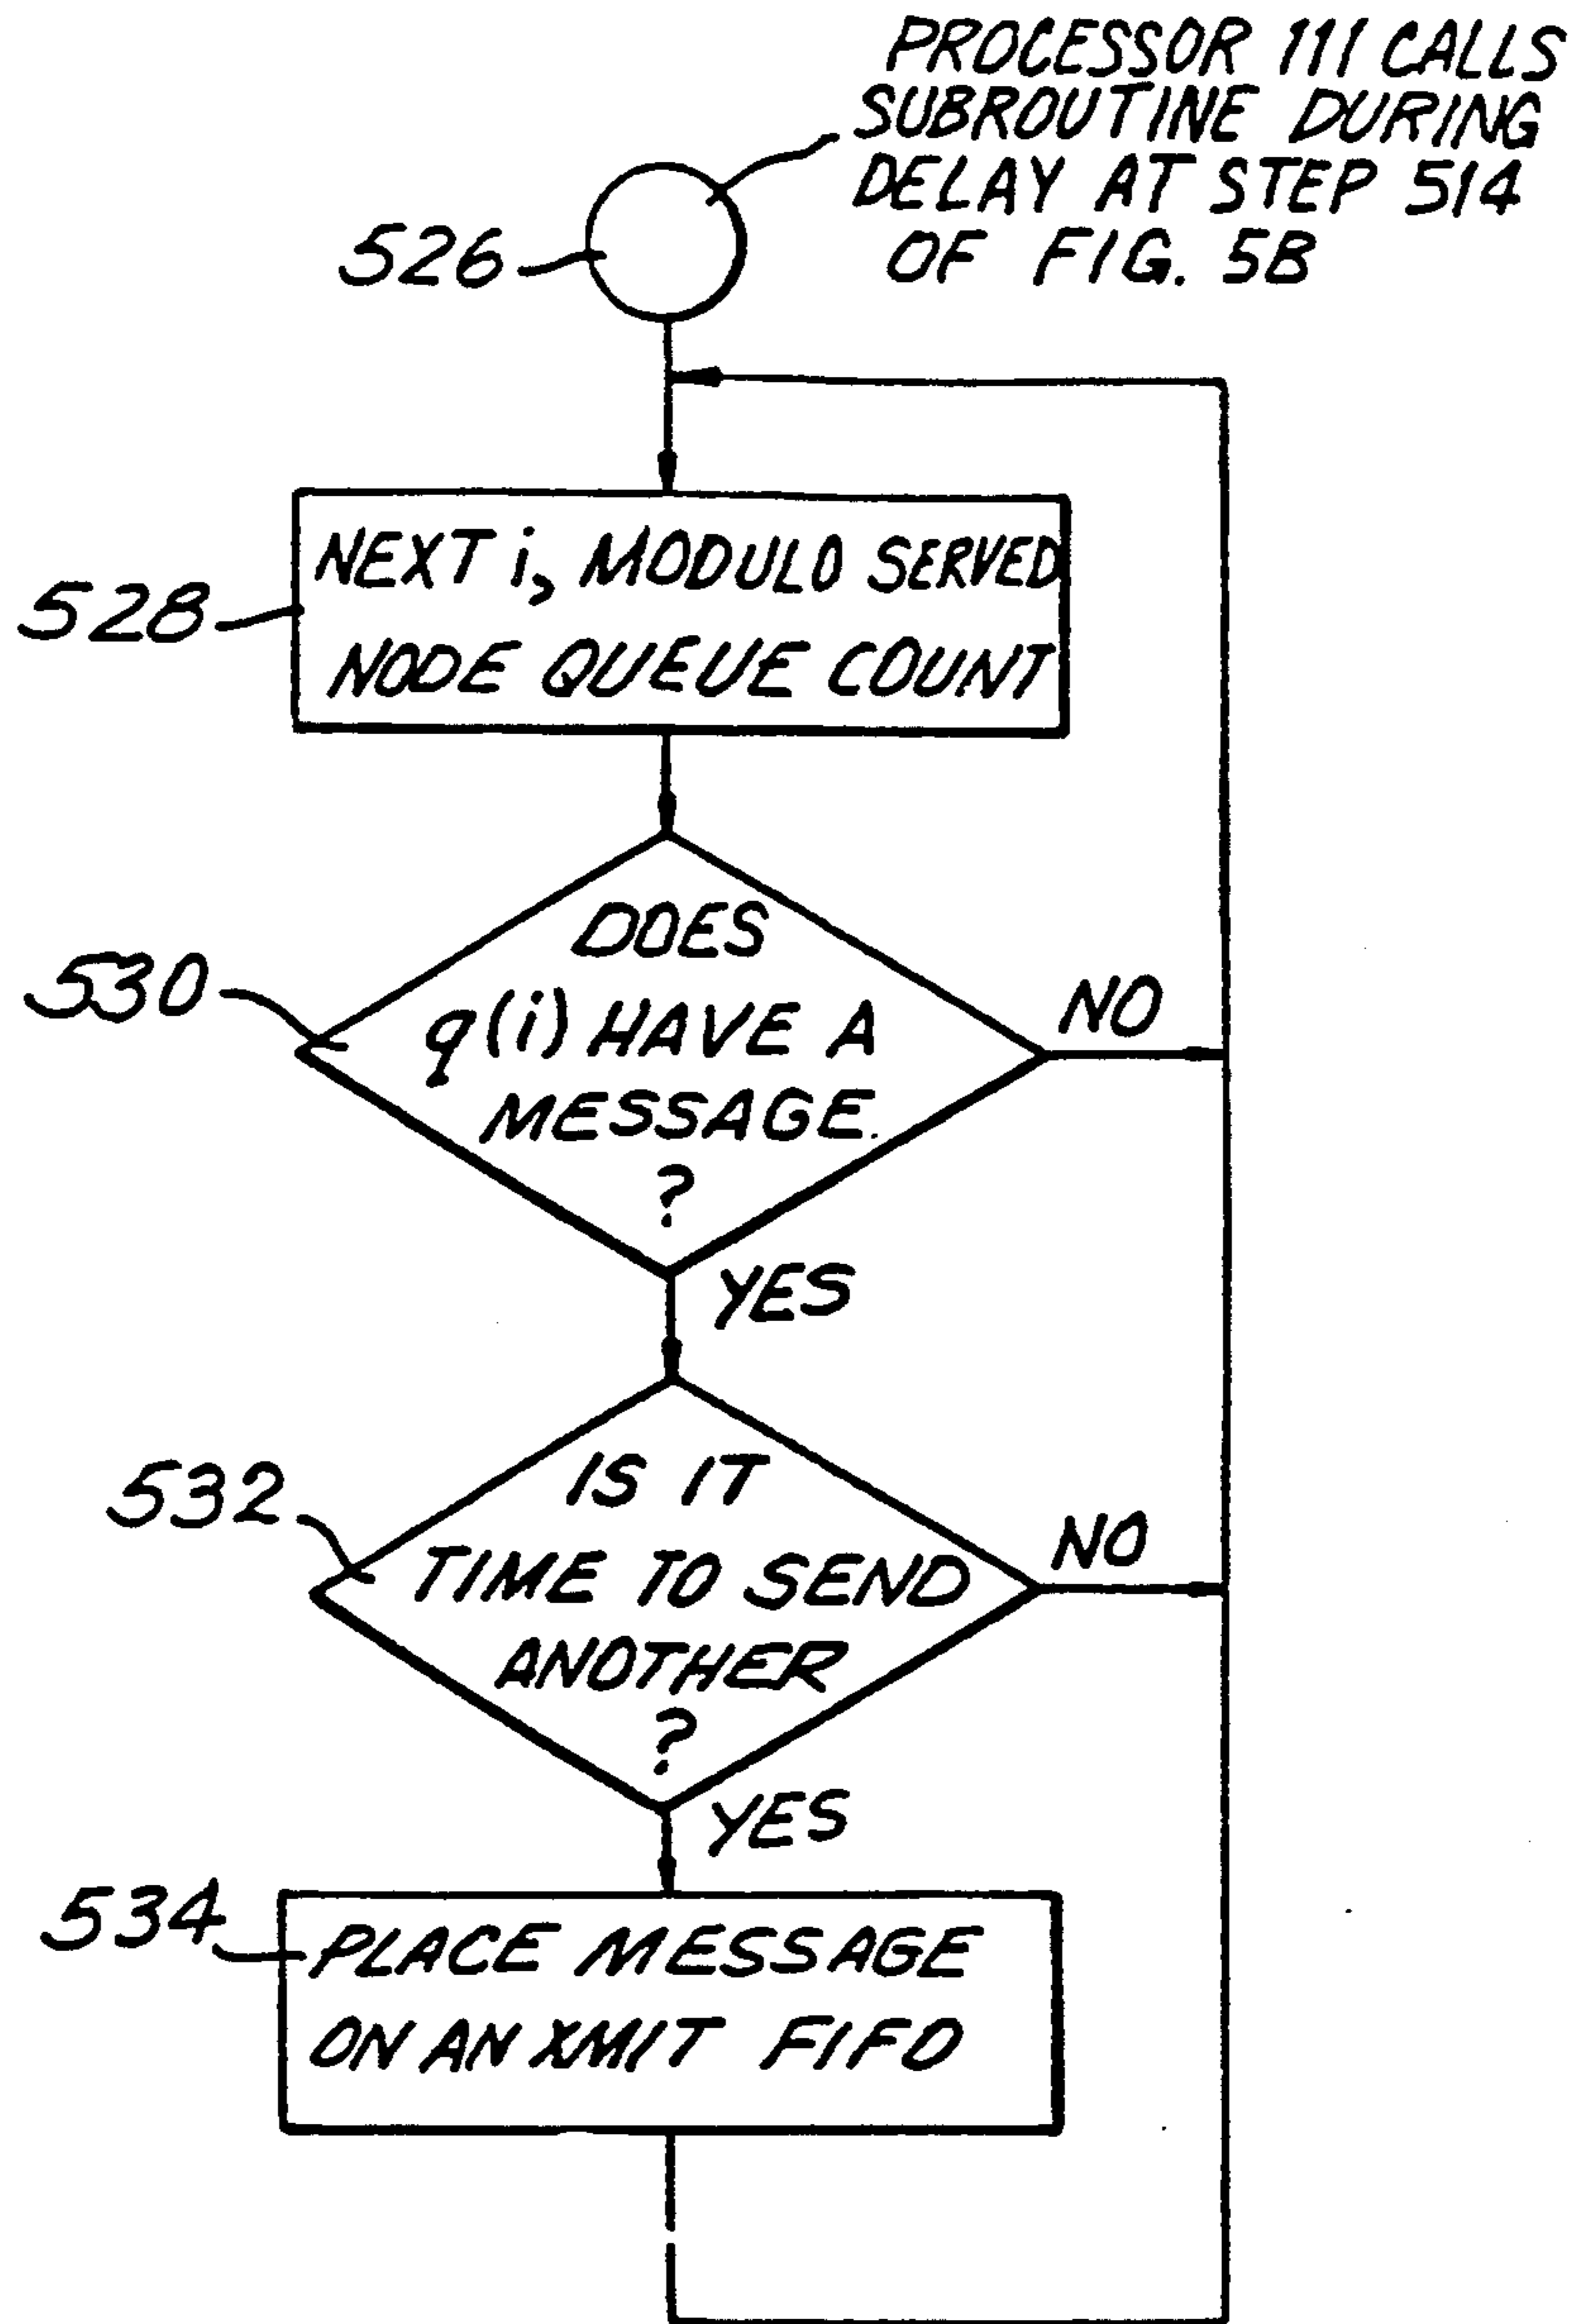 PROCESSOR 111 CALLS
SUBROUTINE DURING
DELAY AT STEP 514
OF FIG. 5B
526
528
NEXT i, MODULO SERVED
NODE QUEUE COUNT
530
DOES
q(i) HAVE A
MESSAGE.
?
NO
YES
532
IS IT
TIME TO SEND
ANOTHER
?
NO
YES
534
PLACE MESSAGE
ON AN XMIT FIFO